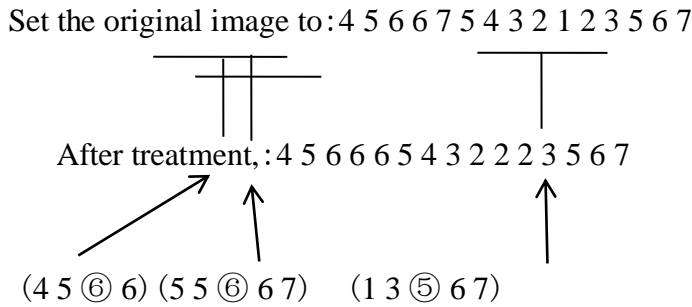 Set the original image to:4 5 6 6 7 5 4 3 2 1 2 3 5 6 7
After treatment,:4 5 6 6 6 5 4 3 2 2 2 3 5 6 7
(4 5 ⑥ 6) (5 5 ⑥ 6 7) (1 3 ⑤ 6 7)